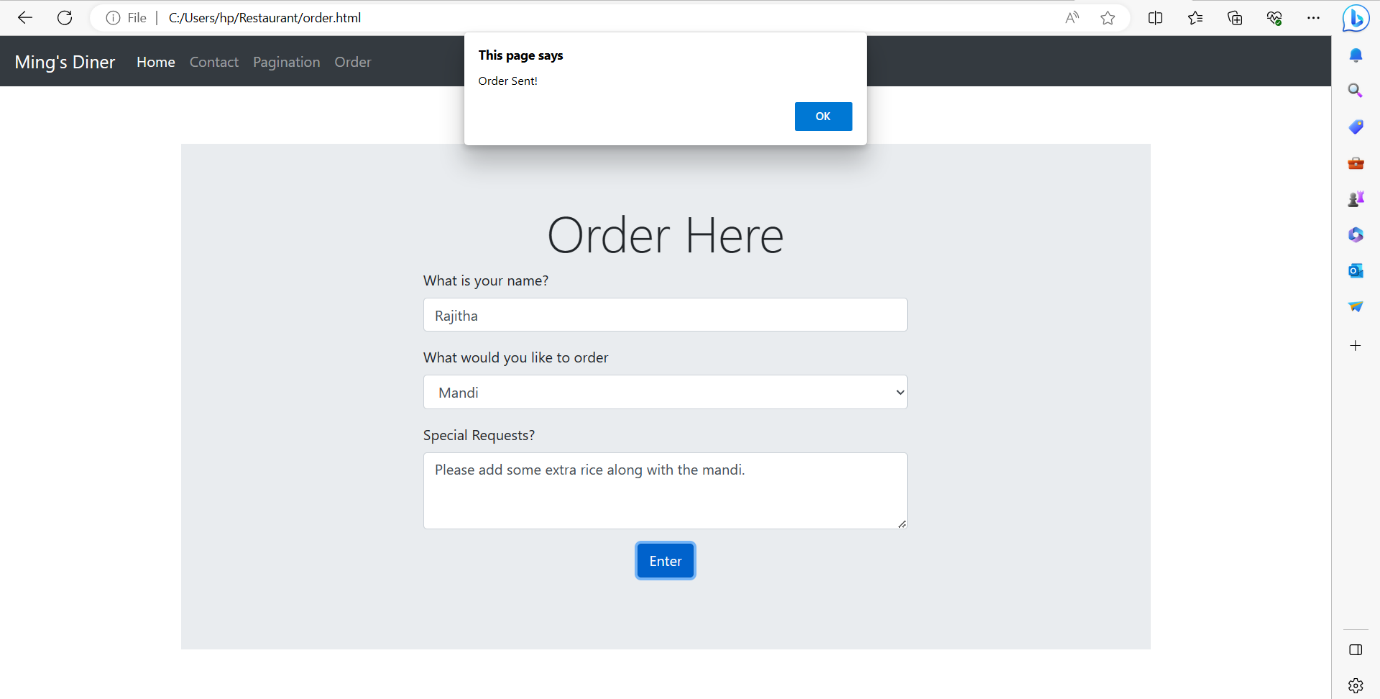 File | C:/Users/hp/Restaurant/order.html
Ming's Diner Home Contact Pagination Order
This page says
Order Sent!
OK
Order Here
What is your name?
Rajitha
What would you like to order
Mandi
Special Requests?
Please add some extra rice along with the mandi.
Enter